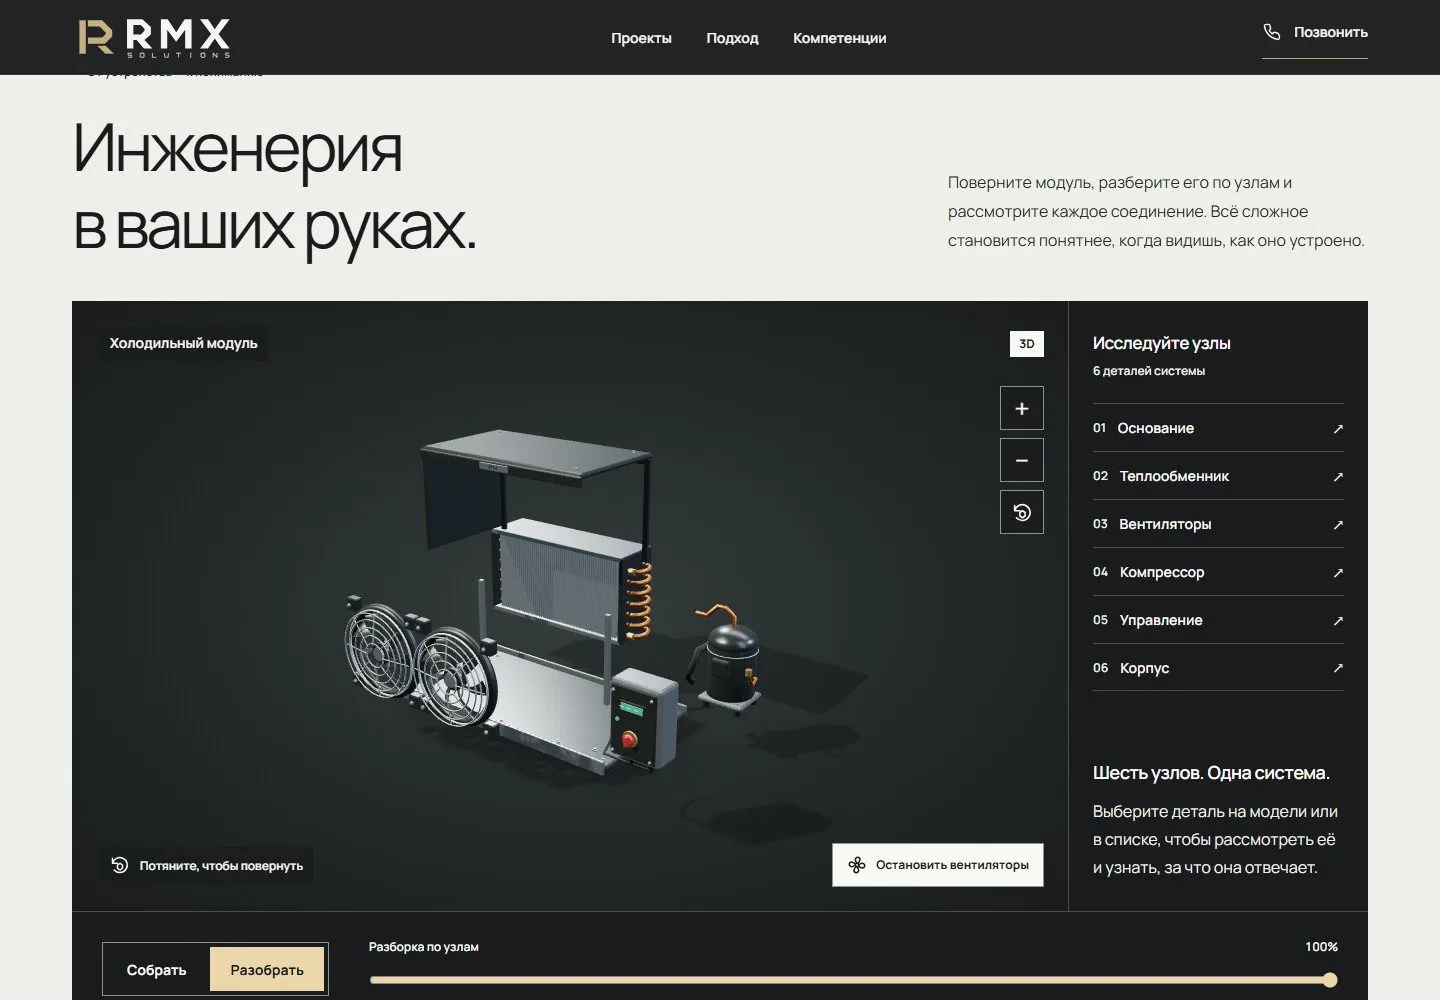 RMX
SOLUTIONS
Проекты
Подход
Компетенции
Позвонить
Инженерия
в ваших руках.
Поверните модуль, разберите его по узлам и
рассмотрите каждое соединение. Всё сложное
становится понятнее, когда видишь, как оно устроено.
Холодильный модуль
3D
Исследуйте узлы
6 деталей системы
01 Основание
02 Теплообменник
03 Вентиляторы
04 Компрессор
05 Управление
06 Корпус
Шесть узлов. Одна система.
Выберите деталь на модели или
в списке, чтобы рассмотреть её
и узнать, за что она отвечает.
Потяните, чтобы повернуть
Остановить вентиляторы
Собрать
Разобрать
Разборка по узлам
100%